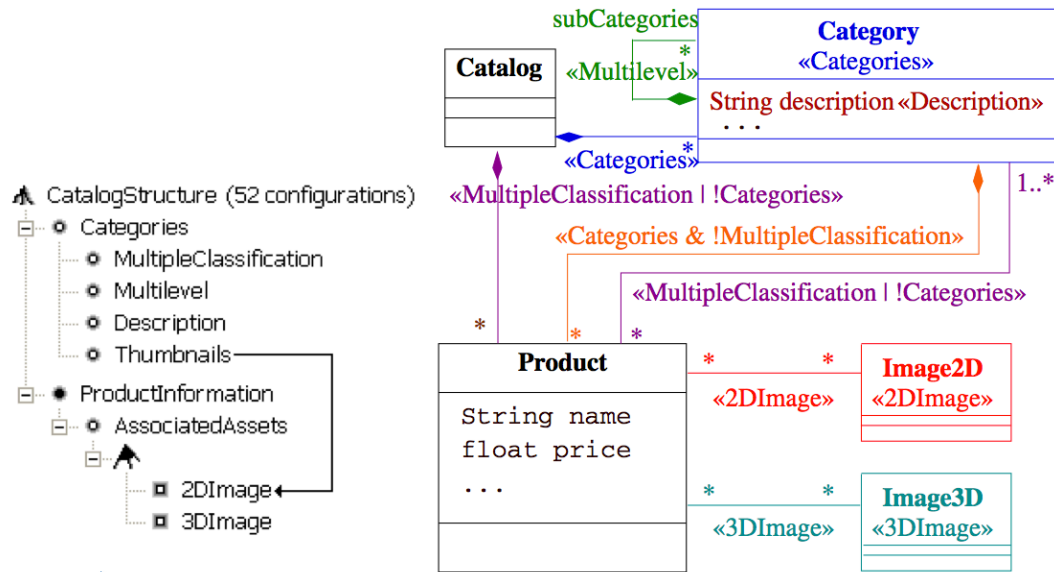 CatalogStructure (52 configurations)
Categories
MultipleClassification
Multilevel
Description
Thumbnails
ProductInformation
AssociatedAssets
2DImage
3DImage
subCategories
*
«Multilevel»
Catalog
Category
«Categories»
String description «Description»
...
*
«Categories»
«MultipleClassification | !Categories»
1..*
«Categories & !MultipleClassification»
«MultipleClassification | !Categories»
*
*
*
Product
String name
float price
...
* *
«2DImage»
Image2D
«2DImage»
* *
«3DImage»
Image3D
«3DImage»